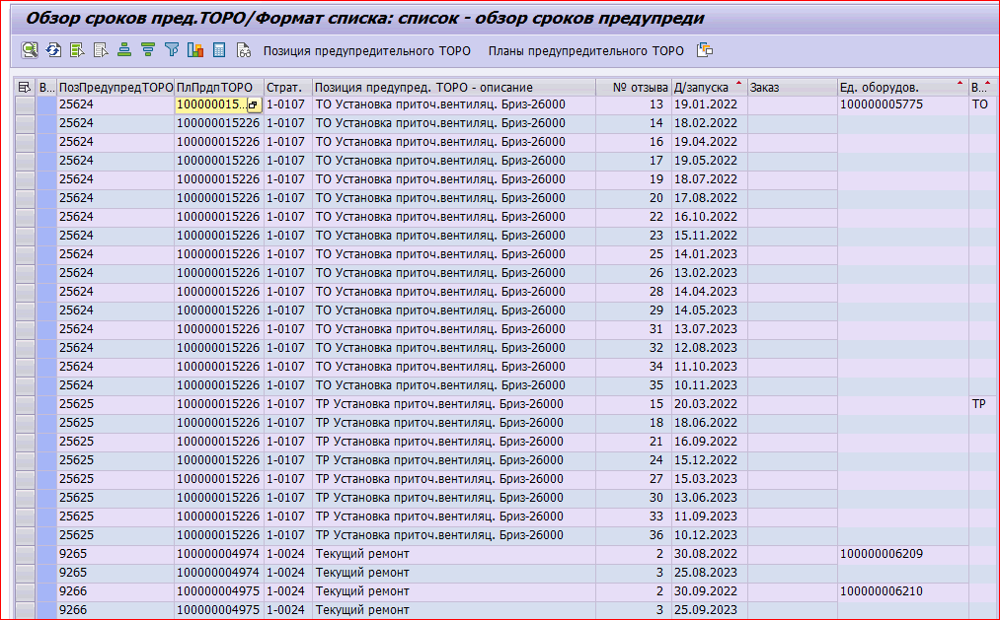 Обзор сроков пред.ТОРО/Формат списка: список - обзор сроков предупреди
Позиция предупредительного ТОРО Планы предупредительного ТОРО
В... ПозПредупредТОРО ПлПрдпТОРО Страт. Позиция предупред. ТОРО - описание № отзыва Д/запуска Заказ Ед. оборудов. В...
25624 100000015... 1-0107 ТО Установка приточ.вентиляц. Бриз-26000 13 19.01.2022 100000005775 ТО
25624 100000015226 1-0107 ТО Установка приточ.вентиляц. Бриз-26000 14 18.02.2022
25624 100000015226 1-0107 ТО Установка приточ.вентиляц. Бриз-26000 16 19.04.2022
25624 100000015226 1-0107 ТО Установка приточ.вентиляц. Бриз-26000 17 19.05.2022
25624 100000015226 1-0107 ТО Установка приточ.вентиляц. Бриз-26000 19 18.07.2022
25624 100000015226 1-0107 ТО Установка приточ.вентиляц. Бриз-26000 20 17.08.2022
25624 100000015226 1-0107 ТО Установка приточ.вентиляц. Бриз-26000 22 16.10.2022
25624 100000015226 1-0107 ТО Установка приточ.вентиляц. Бриз-26000 23 15.11.2022
25624 100000015226 1-0107 ТО Установка приточ.вентиляц. Бриз-26000 25 14.01.2023
25624 100000015226 1-0107 ТО Установка приточ.вентиляц. Бриз-26000 26 13.02.2023
25624 100000015226 1-0107 ТО Установка приточ.вентиляц. Бриз-26000 28 14.04.2023
25624 100000015226 1-0107 ТО Установка приточ.вентиляц. Бриз-26000 29 14.05.2023
25624 100000015226 1-0107 ТО Установка приточ.вентиляц. Бриз-26000 31 13.07.2023
25624 100000015226 1-0107 ТО Установка приточ.вентиляц. Бриз-26000 32 12.08.2023
25624 100000015226 1-0107 ТО Установка приточ.вентиляц. Бриз-26000 34 11.10.2023
25624 100000015226 1-0107 ТО Установка приточ.вентиляц. Бриз-26000 35 10.11.2023
25625 100000015226 1-0107 ТР Установка приточ.вентиляц. Бриз-26000 15 20.03.2022 ТР
25625 100000015226 1-0107 ТР Установка приточ.вентиляц. Бриз-26000 18 18.06.2022
25625 100000015226 1-0107 ТР Установка приточ.вентиляц. Бриз-26000 21 16.09.2022
25625 100000015226 1-0107 ТР Установка приточ.вентиляц. Бриз-26000 24 15.12.2022
25625 100000015226 1-0107 ТР Установка приточ.вентиляц. Бриз-26000 27 15.03.2023
25625 100000015226 1-0107 ТР Установка приточ.вентиляц. Бриз-26000 30 13.06.2023
25625 100000015226 1-0107 ТР Установка приточ.вентиляц. Бриз-26000 33 11.09.2023
25625 100000015226 1-0107 ТР Установка приточ.вентиляц. Бриз-26000 36 10.12.2023
9265 100000004974 1-0024 Текущий ремонт 2 30.08.2022 100000006209
9265 100000004974 1-0024 Текущий ремонт 3 25.08.2023
9266 100000004975 1-0024 Текущий ремонт 2 30.09.2022 100000006210
9266 100000004975 1-0024 Текущий ремонт 3 25.09.2023